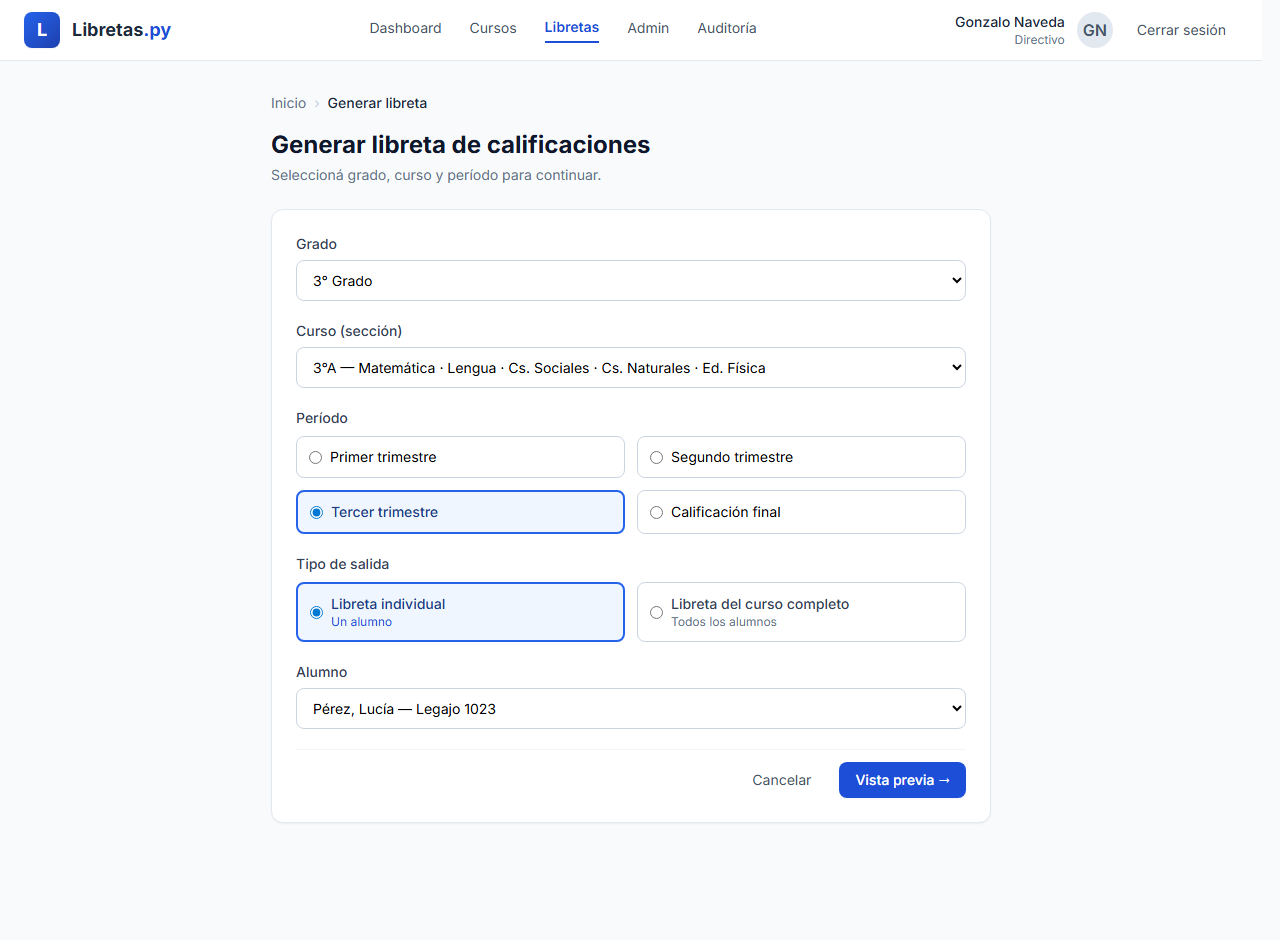 L Libretas.py Dashboard Cursos Libretas Admin Auditoría Gonzalo Naveda GN Cerrar sesión
Directivo
Inicio › Generar libreta
Generar libreta de calificaciones
Seleccioná grado, curso y período para continuar.
Grado
3° Grado
Curso (sección)
3°A — Matemática · Lengua · Cs. Sociales · Cs. Naturales · Ed. Física
Período
Primer trimestre Segundo trimestre
Tercer trimestre Calificación final
Tipo de salida
Libreta individual Libreta del curso completo
Un alumno Todos los alumnos
Alumno
Pérez, Lucía — Legajo 1023
Cancelar Vista previa →